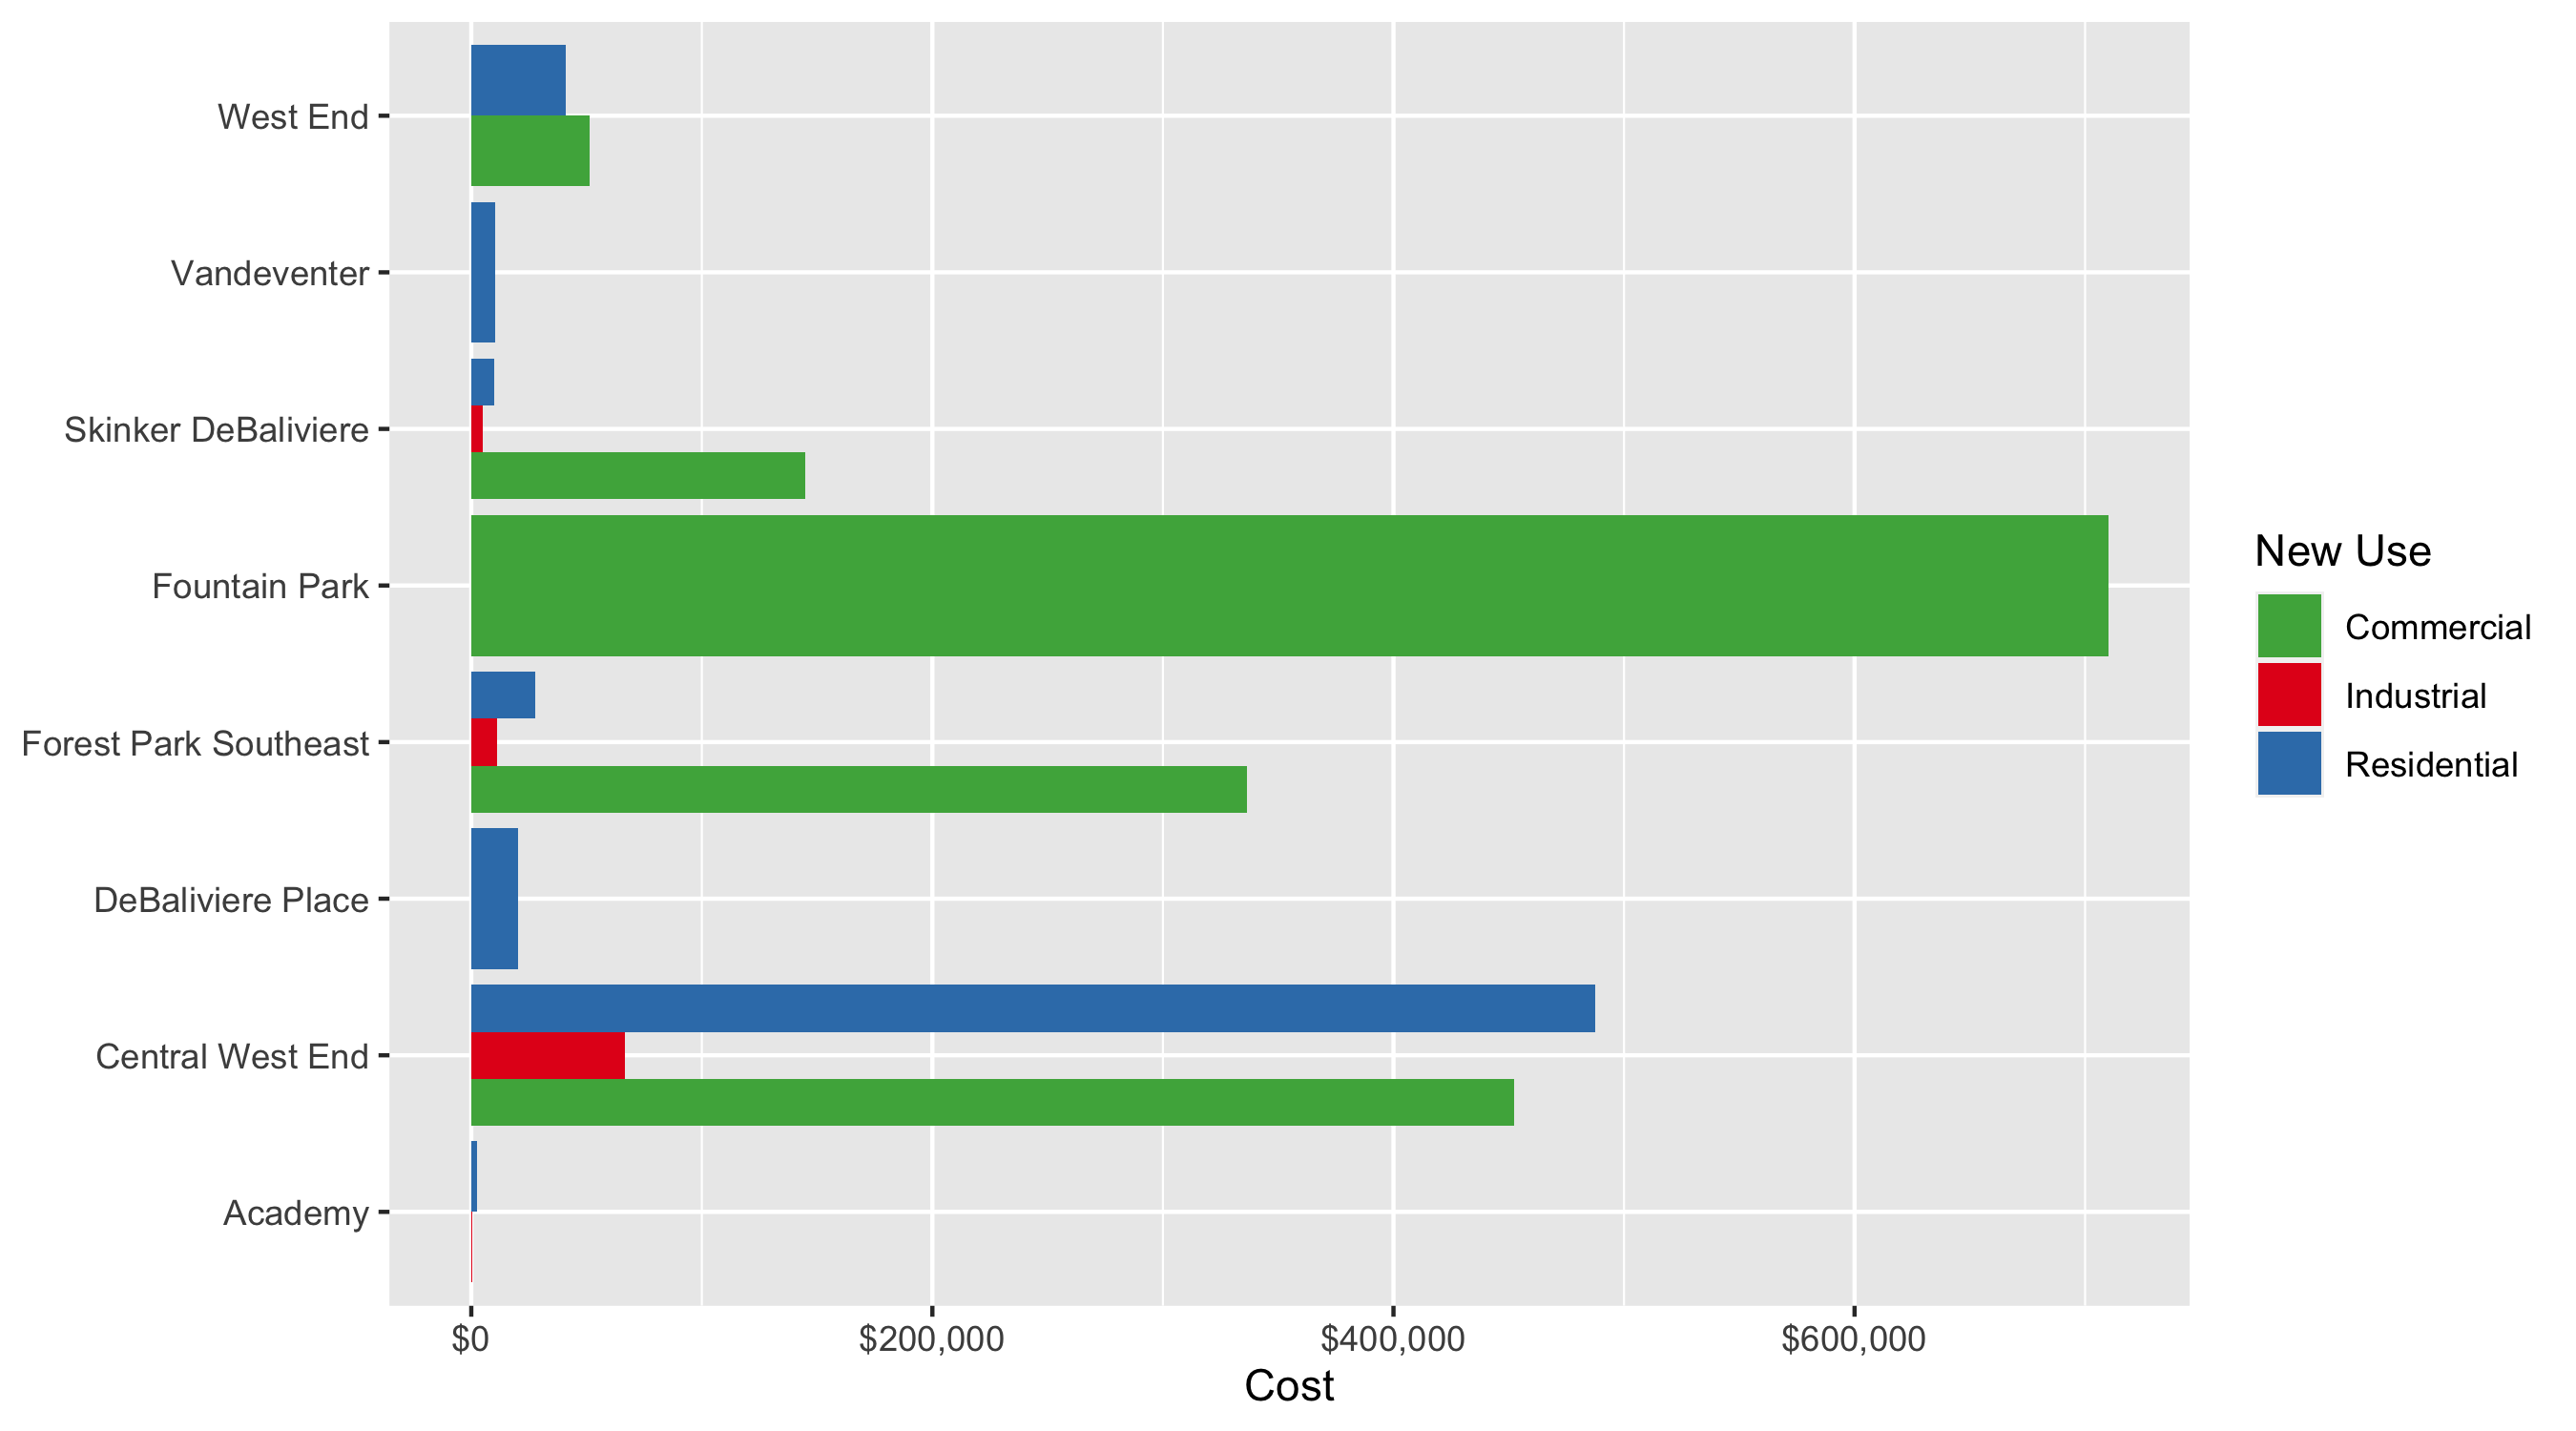 West End
Vandeventer
Skinker DeBaliviere
Fountain Park
Forest Park Southeast
DeBaliviere Place
Central West End
Academy
$0
$200,000
$400,000
$600,000
Cost
New Use
Commercial
Industrial
Residential